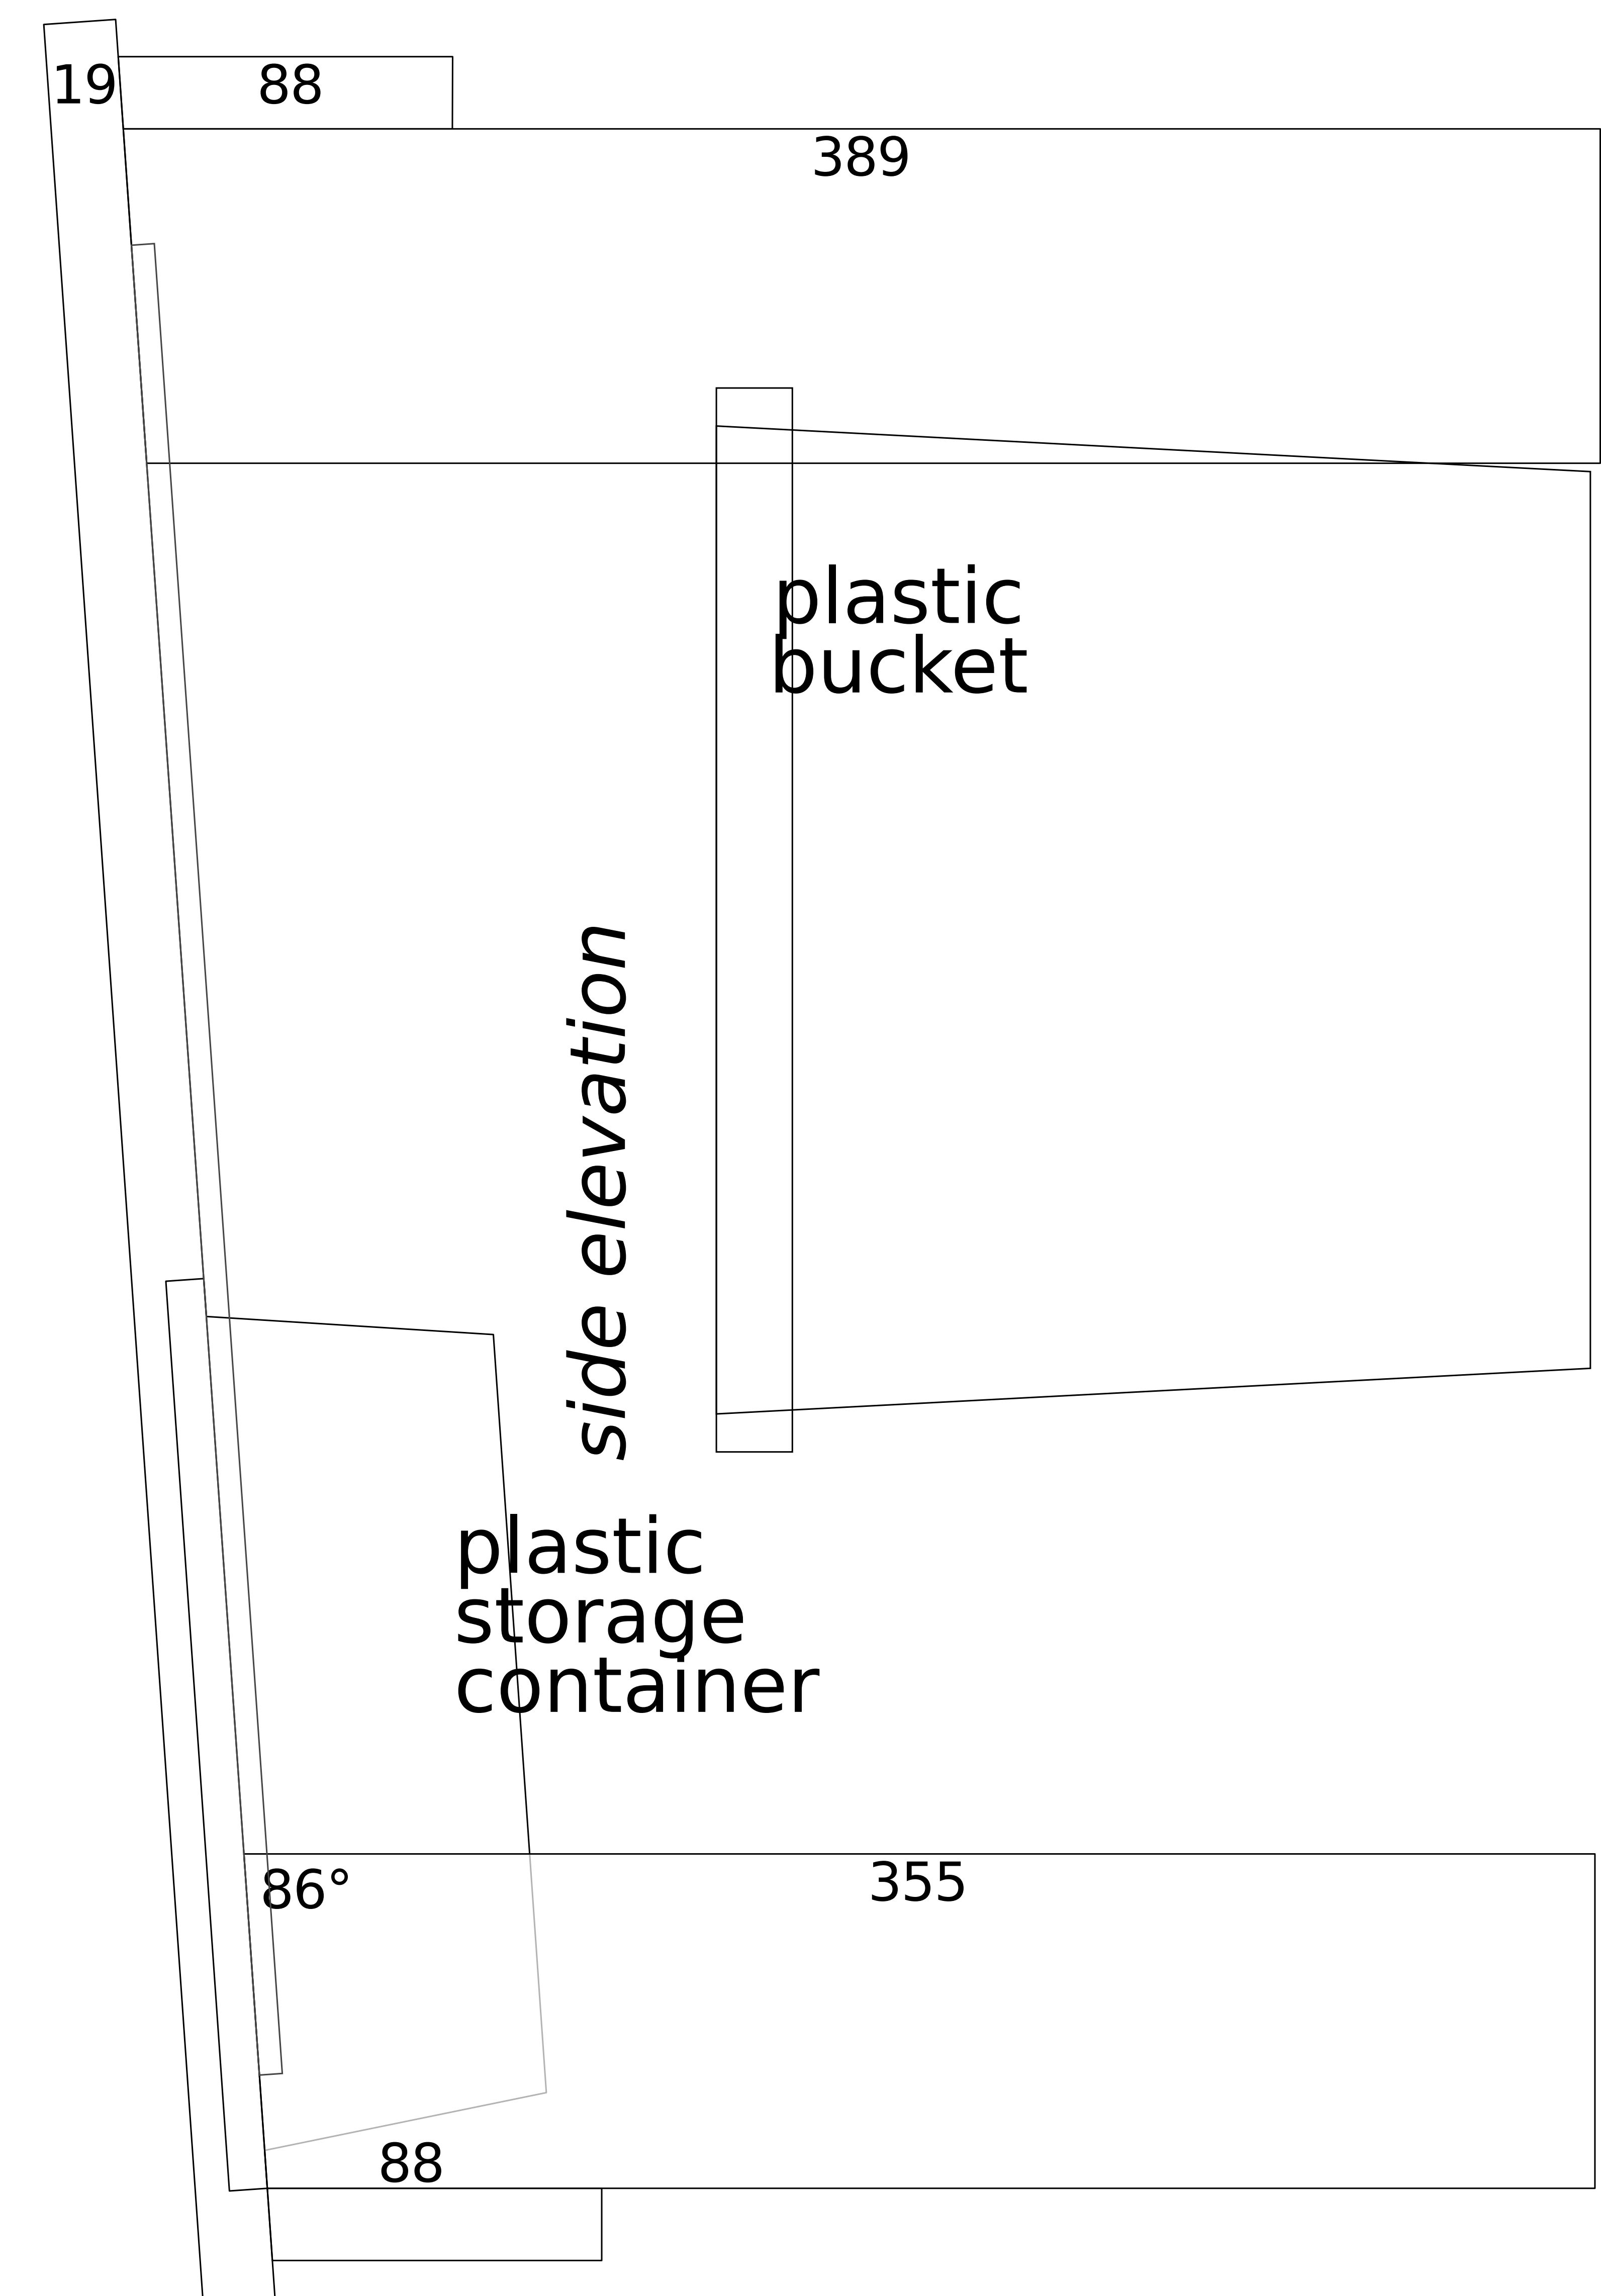 19
88
389
plastic
bucket
side elevation
plastic
storage
container
86°
355
88